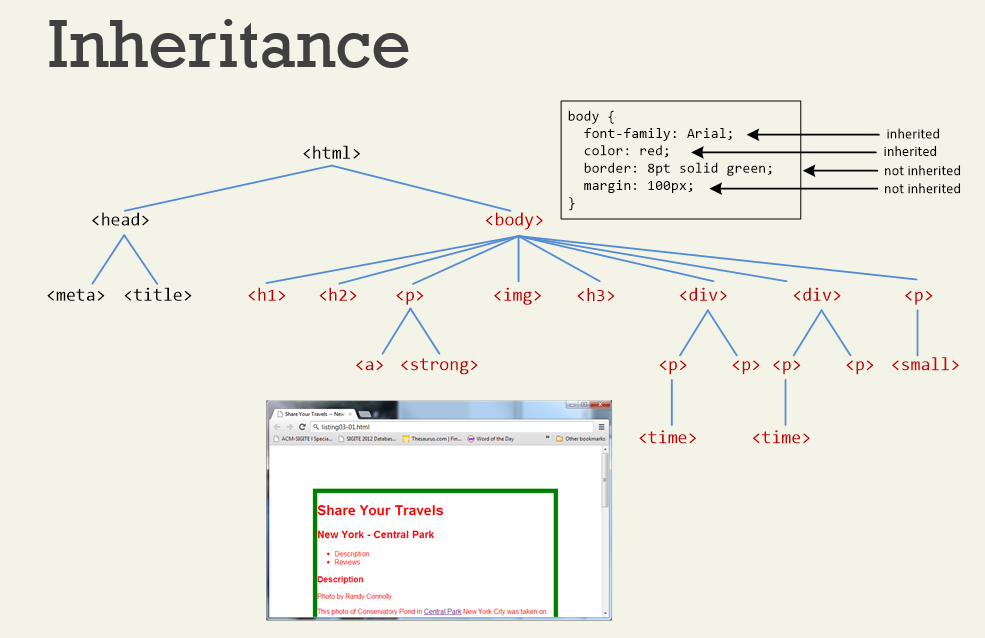 Inheritance
body {
font-family: Arial; inherited
color: red; inherited
border: 8pt solid green; not inherited
margin: 100px; not inherited
}
<html>
<head> <body>
<meta> <title> <h1> <h2> <p> <img> <h3> <div> <div> <p>
<a> <strong> <p> <p> <p> <p> <small>
<time> <time>
Share Your Travels -- New
listing03-01.html
ACM-SIGITE | Specia... SIGITE 2012 Databas... Thesaurus.com | Fin... Word of the Day » Other bookmarks
Share Your Travels
New York - Central Park
• Description
• Reviews
Description
Photo by Randy Connolly
This photo of Conservatory Pond in Central Park New York City was taken on